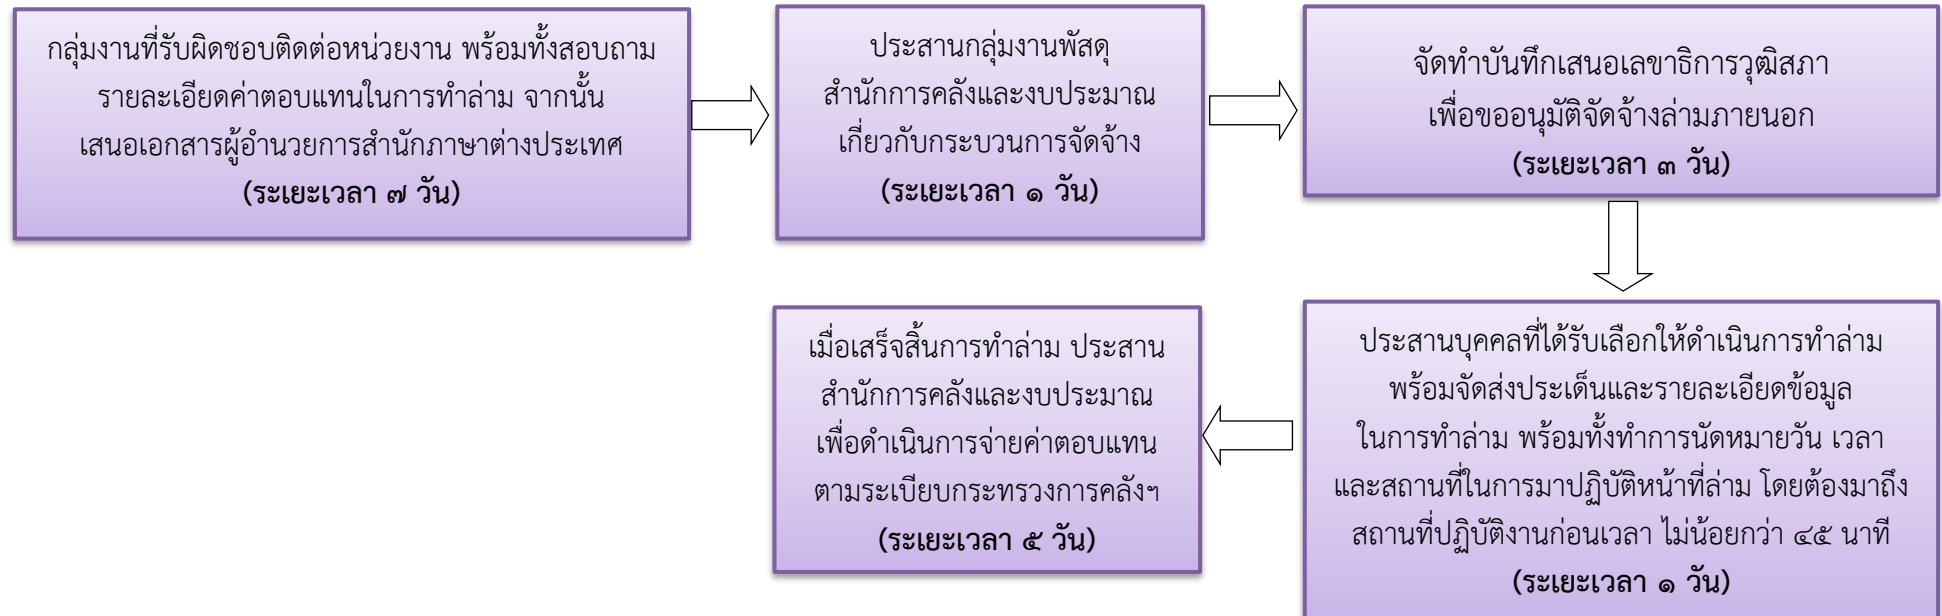 กลุ่มงานที่รับผิดชอบติดต่อหน่วยงาน พร้อมทั้งสอบถาม
รายละเอียดค่าตอบแทนในการทำล่าม จากนั้น
เสนอเอกสารผู้อำนวยการสำนักภาษาต่างประเทศ
(ระเยะเวลา ๗ วัน)
ประสานกลุ่มงานพัสดุ
สำนักการคลังและงบประมาณ
เกี่ยวกับกระบวนการจัดจ้าง
(ระเยะเวลา ๑ วัน)
จัดทำบันทึกเสนอเลขาธิการวุฒิสภา
เพื่อขออนุมัติจัดจ้างล่ามภายนอก
(ระเยะเวลา ๓ วัน)
ประสานบุคคลที่ได้รับเลือกให้ดำเนินการทำล่าม
พร้อมจัดส่งประเด็นและรายละเอียดข้อมูล
ในการทำล่าม พร้อมทั้งทำการนัดหมายวัน เวลา
และสถานที่ในการมาปฏิบัติหน้าที่ล่าม โดยต้องมาถึง
สถานที่ปฏิบัติงานก่อนเวลา ไม่น้อยกว่า ๔๕ นาที
(ระเยะเวลา ๑ วัน)
เมื่อเสร็จสิ้นการทำล่าม ประสาน
สำนักการคลังและงบประมาณ
เพื่อดำเนินการจ่ายค่าตอบแทน
ตามระเบียบกระทรวงการคลังฯ
(ระเยะเวลา ๕ วัน)